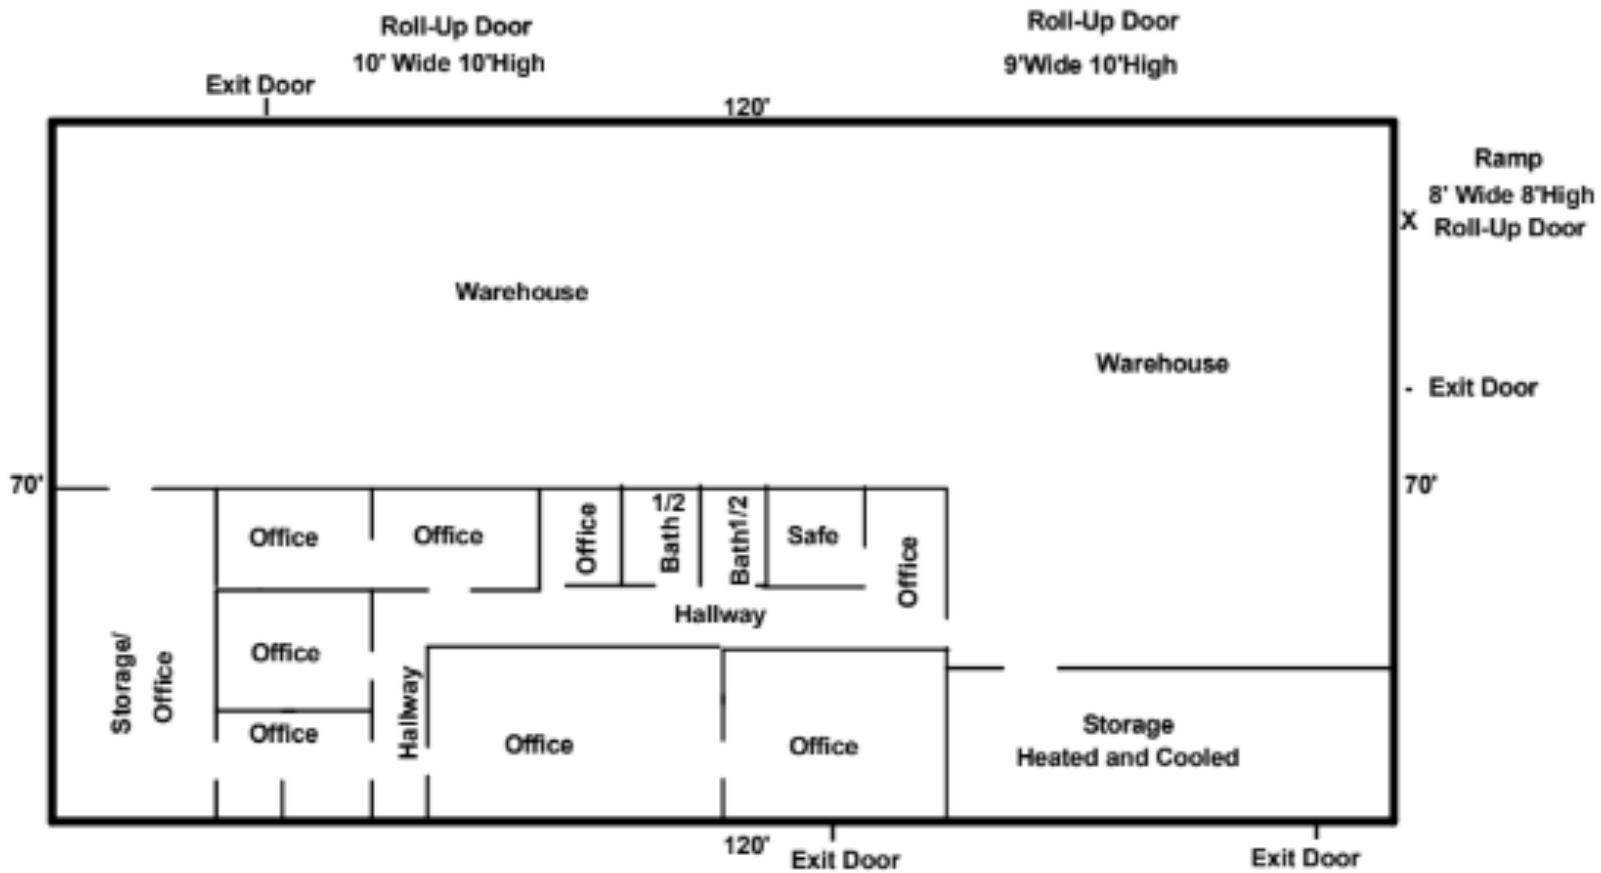 Roll-Up Door
10' Wide 10'High
Roll-Up Door
9'Wide 10'High
Exit Door
120'
Ramp
8' Wide 8'High
X Roll-Up Door
Warehouse
Warehouse
- Exit Door
70'
70'
Office
Office
Office
1/2
Bath
Bath1/2
Safe
Office
Hallway
Storage/
Office
Office
Office
Hallway
Office
Office
Storage
Heated and Cooled
120'
Exit Door
Exit Door